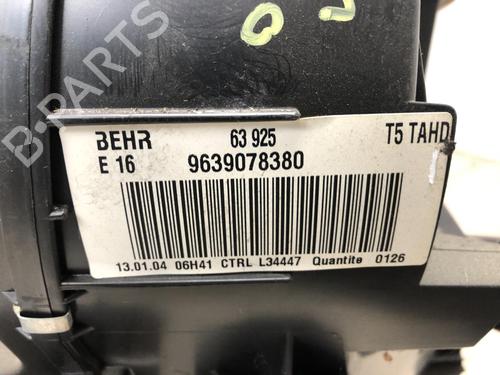 BEHR 63 925 T5 TAHD
E 16 9639078380
13.01.04 06H41 CTRL L34447 Quantite 0126
B-PARTS